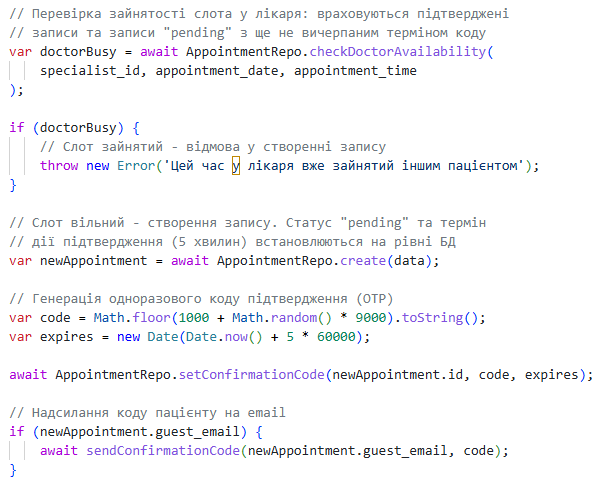 // Перевірка зайнятості слота у лікаря: враховуються підтверджені
// записи та записи "pending" з ще не вичерпаним терміном коду
var doctorBusy = await AppointmentRepo.checkDoctorAvailability(
    specialist_id, appointment_date, appointment_time
);

if (doctorBusy) {
    // Слот зайнятий - відмова у створенні запису
    throw new Error('Цей час у лікаря вже зайнятий іншим пацієнтом');
}

// Слот вільний - створення запису. Статус "pending" та термін
// дії підтвердження (5 хвилин) встановлюються на рівні БД
var newAppointment = await AppointmentRepo.create(data);

// Генерація одноразового коду підтвердження (OTP)
var code = Math.floor(1000 + Math.random() * 9000).toString();
var expires = new Date(Date.now() + 5 * 60000);

await AppointmentRepo.setConfirmationCode(newAppointment.id, code, expires);

// Надсилання коду пацієнту на email
if (newAppointment.guest_email) {
    await sendConfirmationCode(newAppointment.guest_email, code);
}